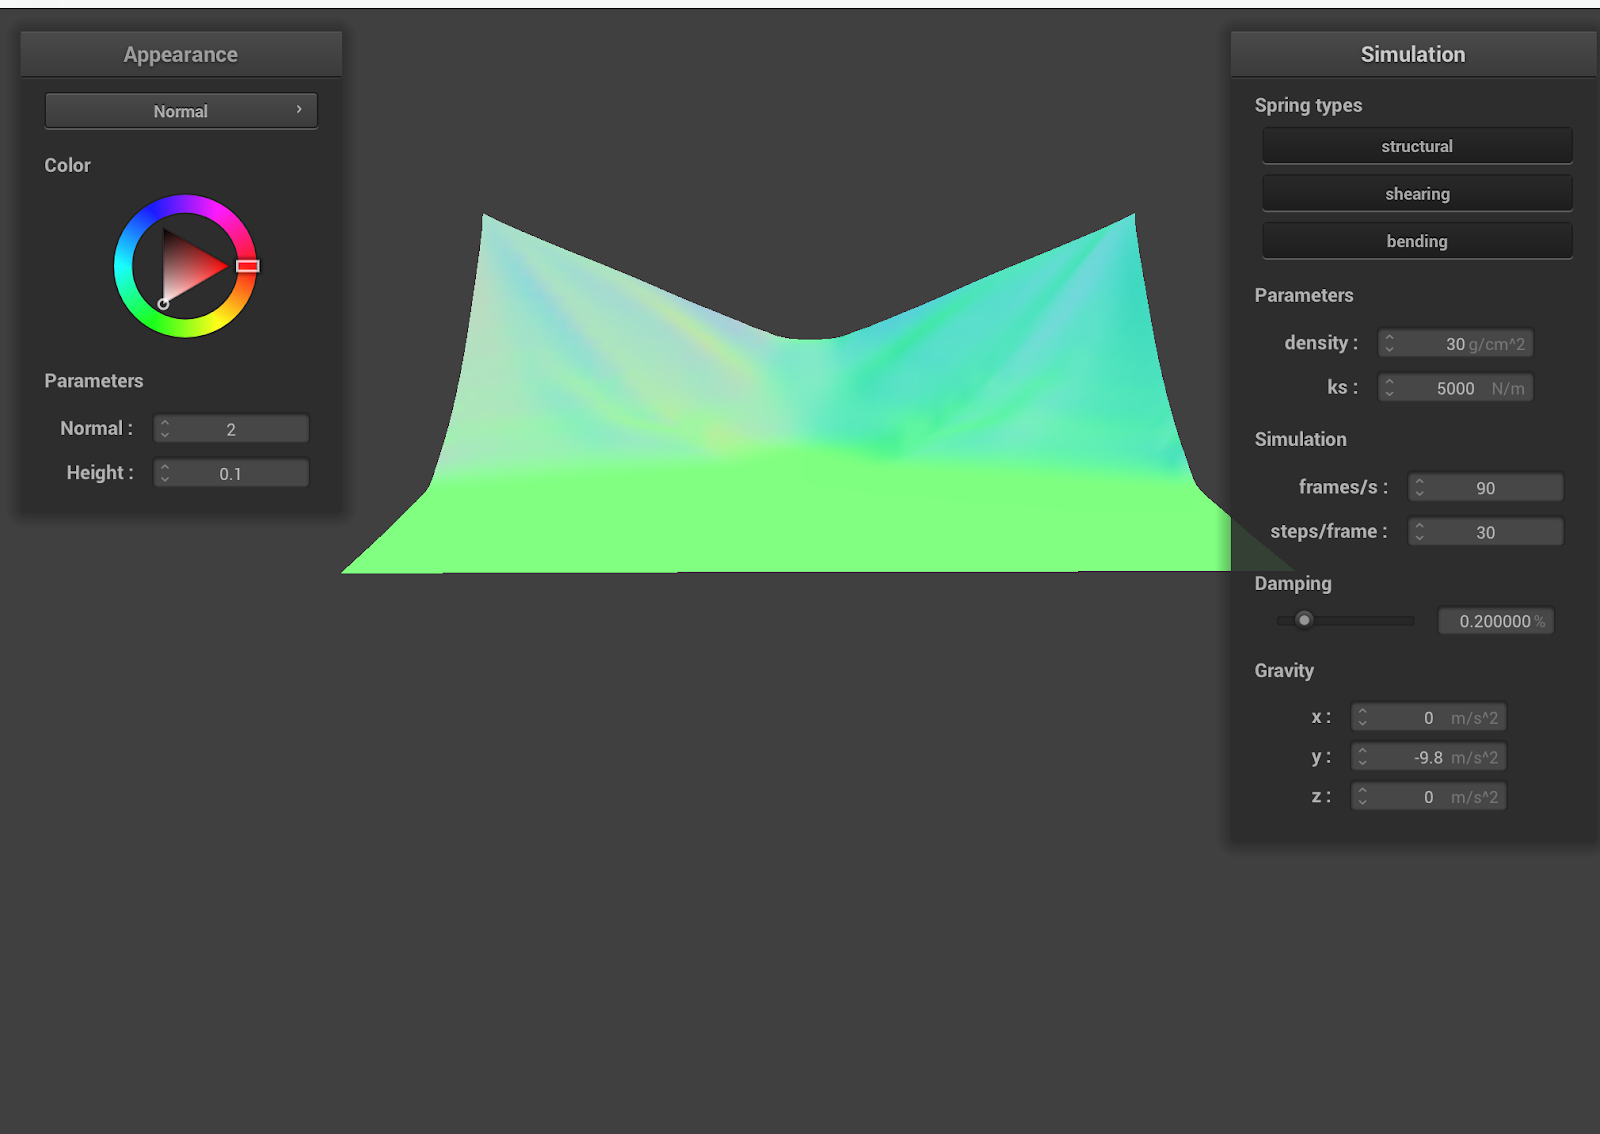 Appearance
Normal
Color
Parameters
Normal : 2
Height : 0.1
Simulation
Spring types
structural
shearing
bending
Parameters
density : 30 g/cm^2
ks : 5000 N/m
Simulation
frames/s : 90
steps/frame : 30
Damping
0.200000 %
Gravity
x : 0 m/s^2
y : -9.8 m/s^2
z : 0 m/s^2